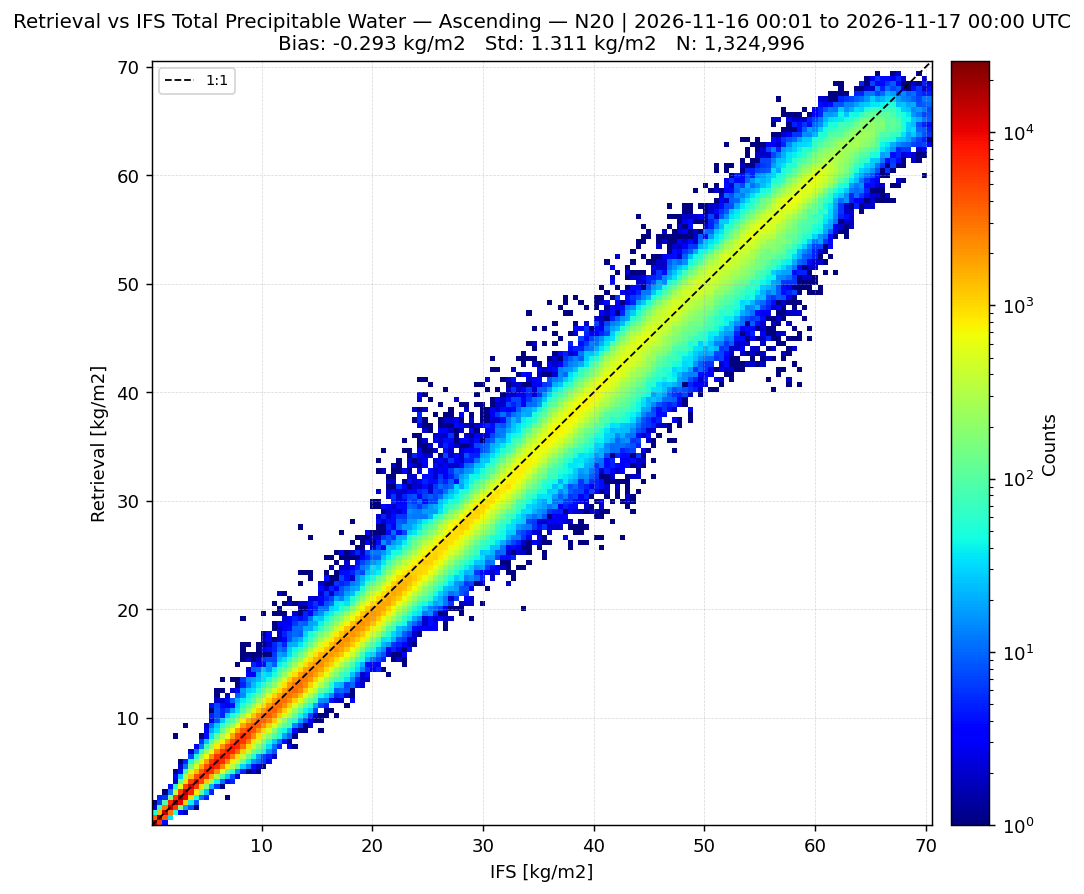 Retrieval vs IFS Total Precipitable Water — Ascending — N20 | 2026-11-16 00:01 to 2026-11-17 00:00 UTC
Bias: -0.293 kg/m2 Std: 1.311 kg/m2 N: 1,324,996
1:1
70
60
50
40
30
20
10
Retrieval [kg/m2]
10 20 30 40 50 60 70
IFS [kg/m2]
10^4
10^3
10^2
10^1
10^0
Counts